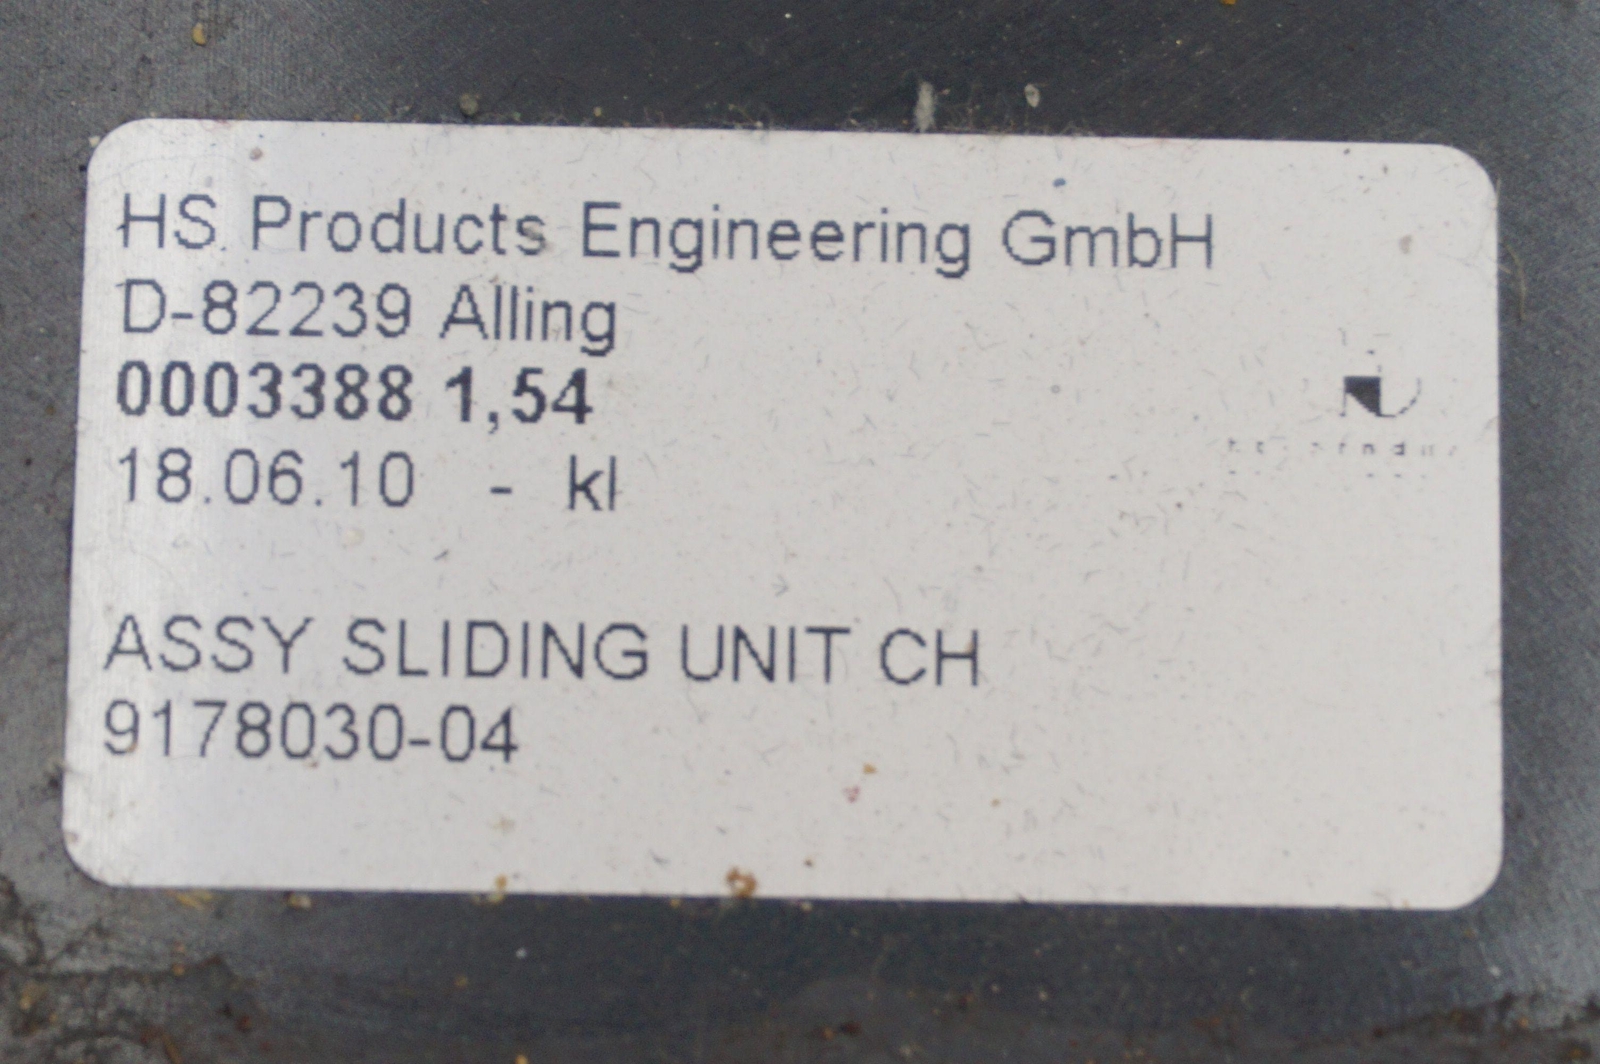 HS Products Engineering GmbH
D-82239 Alling
0003388 1,54
18.06.10 - kl
ASSY SLIDING UNIT CH
9178030-04